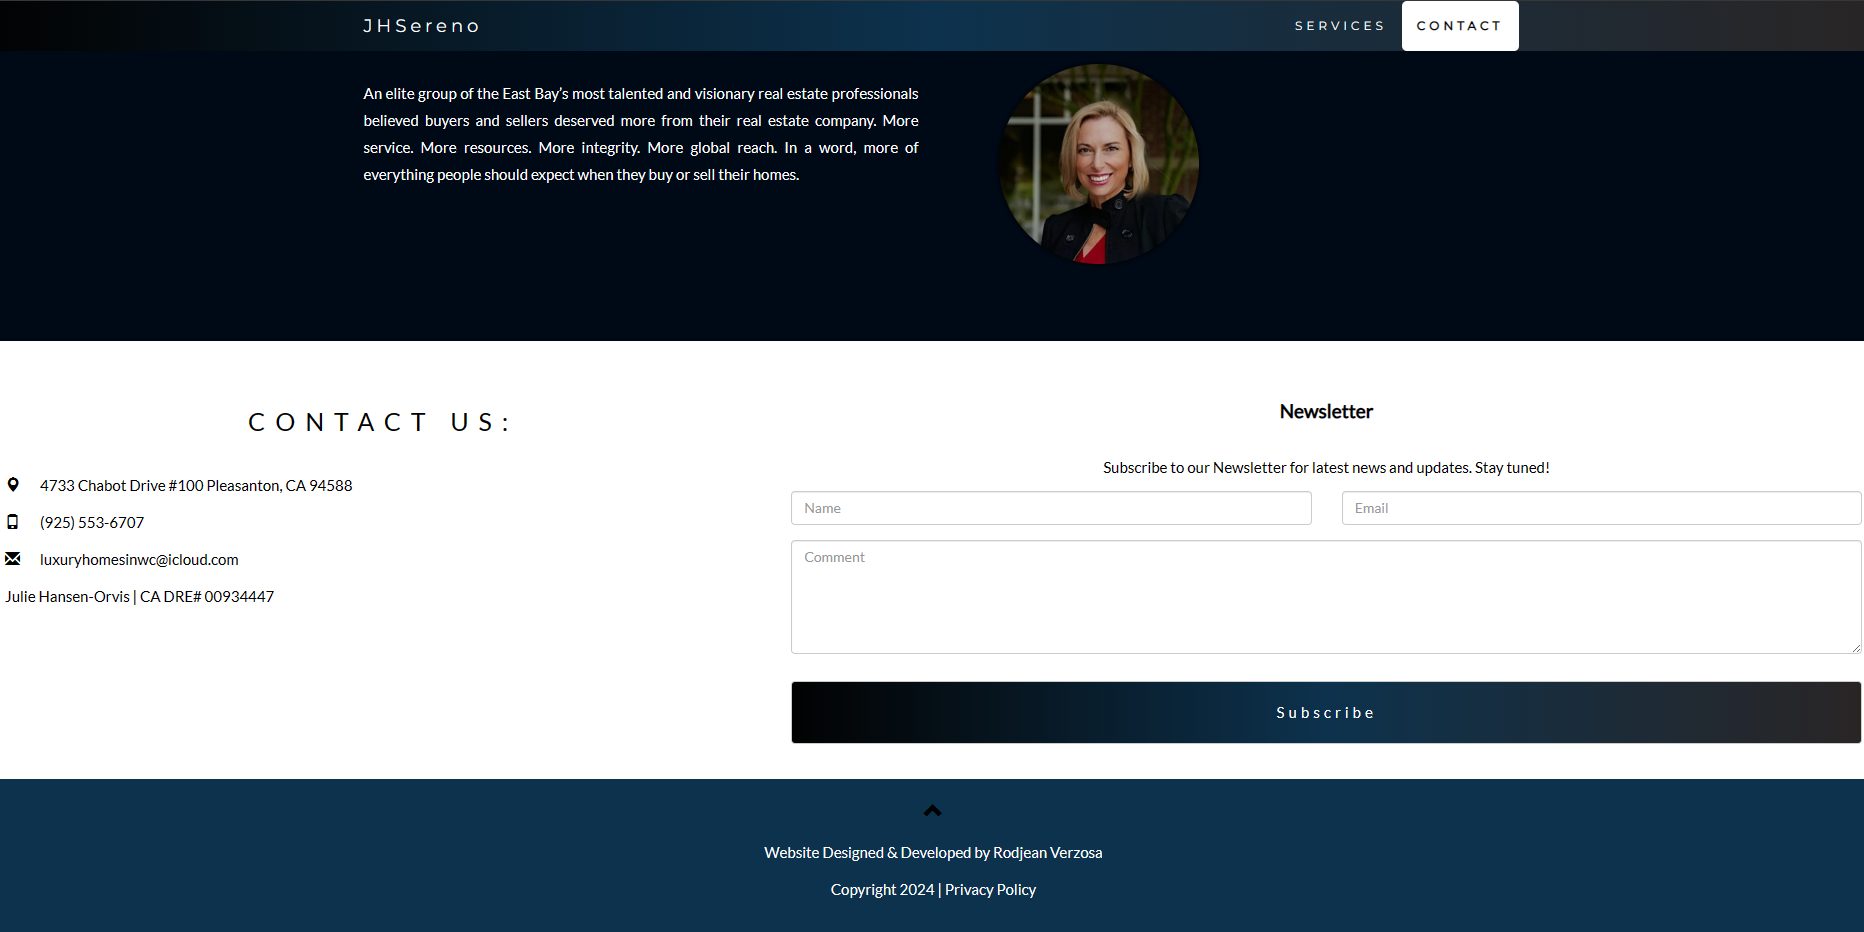 JHSereno
SERVICES
CONTACT
An elite group of the East Bay's most talented and visionary real estate professionals
believed buyers and sellers deserved more from their real estate company. More
service. More resources. More integrity. More global reach. In a word, more of
everything people should expect when they buy or sell their homes.
CONTACT US:
4733 Chabot Drive #100 Pleasanton, CA 94588
(925) 553-6707
luxuryhomesinwc@icloud.com
Julie Hansen-Orvis | CA DRE# 00934447
Newsletter
Subscribe to our Newsletter for latest news and updates. Stay tuned!
Name
Email
Comment
Subscribe
Website Designed & Developed by Rodjean Verzosa
Copyright 2024 | Privacy Policy